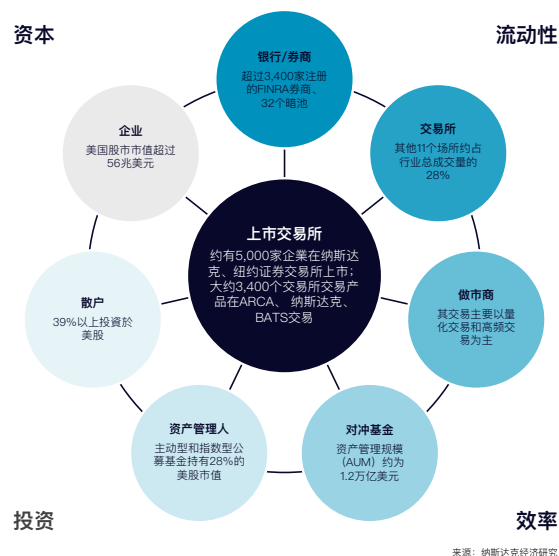 资本
流动性
银行/券商
超过3,400家注册
的FINRA券商、
32个暗池
企业
美国股市市值超过
56兆美元
交易所
其他11个场所约占
行业总成交量的
28%
上市交易所
约有5,000家企業在纳斯达
克、纽约证券交易所上市；
大约3,400个交易所交易产
品在ARCA、 纳斯达克、
BATS交易
散户
39%以上投資於
美股
做市商
其交易主要以量
化交易和高频交
易为主
资产管理人
主动型和指数型公
募基金持有28%的
美股市值
对冲基金
资产管理规模
（AUM）约为
1.2万亿美元
投资
效率
来源：纳斯达克经济研究